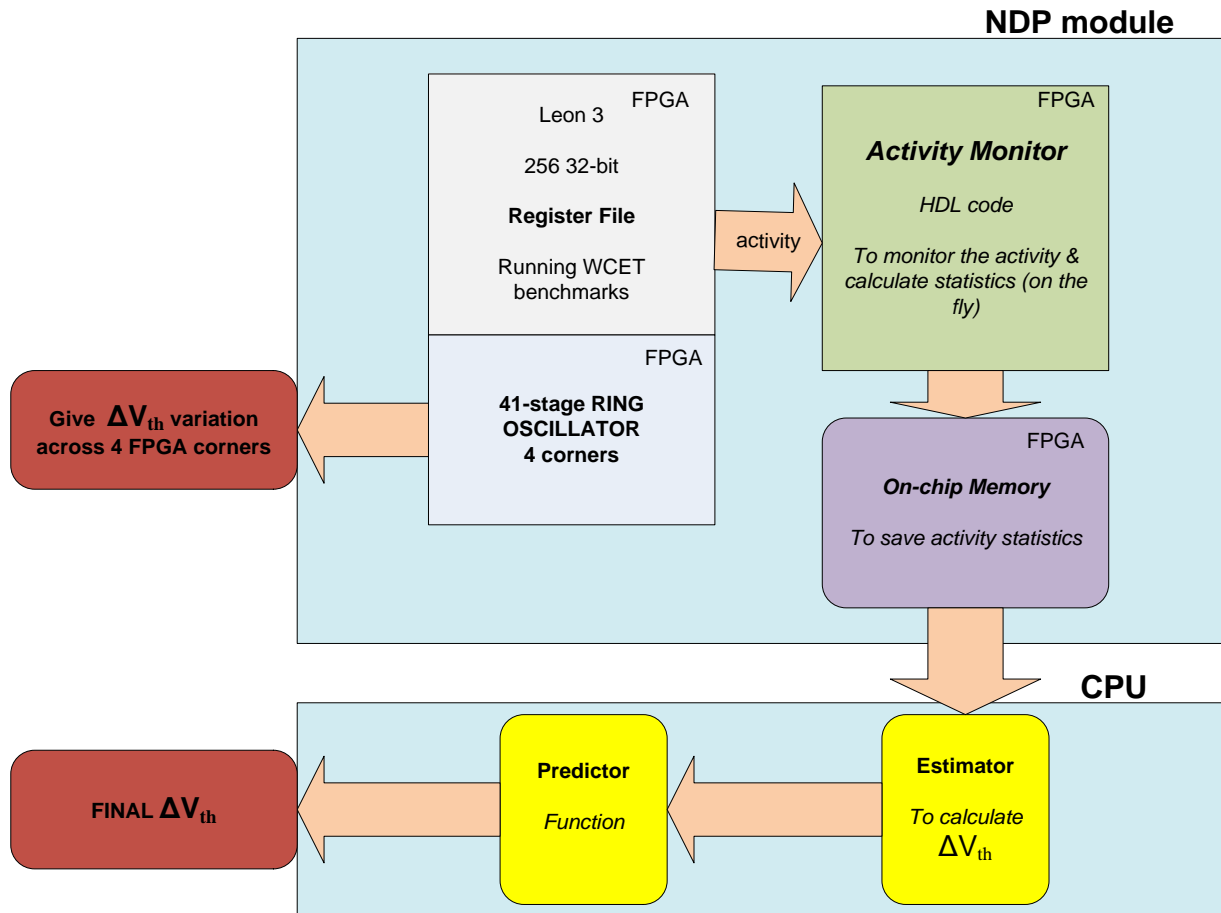 NDP module
FPGA
Leon 3
256 32-bit
Register File
Running WCET
benchmarks
activity
FPGA
Activity Monitor
HDL code
To monitor the activity &
calculate statistics (on the
fly)
FPGA
41-stage RING
OSCILLATOR
4 corners
Give ΔVth variation
across 4 FPGA corners
FPGA
On-chip Memory
To save activity statistics
CPU
Estimator
To calculate
ΔVth
Predictor
Function
FINAL ΔVth